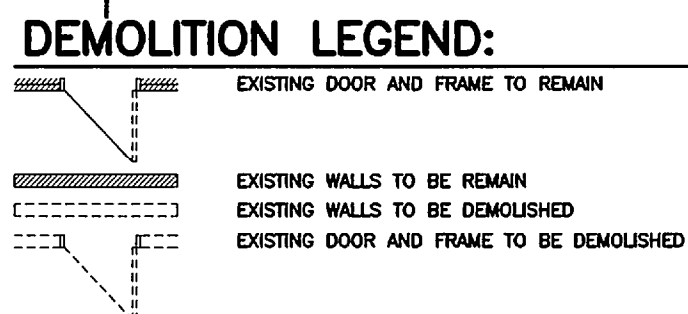 DEMOLITION LEGEND:
EXISTING DOOR AND FRAME TO REMAIN
EXISTING WALLS TO BE REMAIN
EXISTING WALLS TO BE DEMOLISHED
EXISTING DOOR AND FRAME TO BE DEMOLISHED